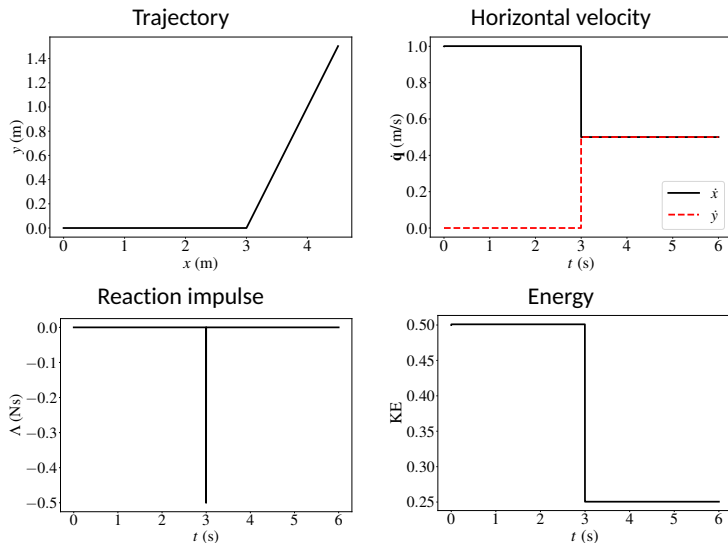 Trajectory
1.4
1.2
1.0
0.8
0.6
0.4
0.2
0.0
y (m)
0 1 2 3 4
x (m)
Horizontal velocity
1.0
0.8
0.6
0.4
0.2
0.0
q̇ (m/s)
ẋ
ẏ
0 1 2 3 4 5 6
t (s)
Reaction impulse
0.0
−0.1
−0.2
−0.3
−0.4
−0.5
Λ (Ns)
0 1 2 3 4 5 6
t (s)
Energy
0.50
0.45
0.40
0.35
0.30
0.25
KE
0 1 2 3 4 5 6
t (s)